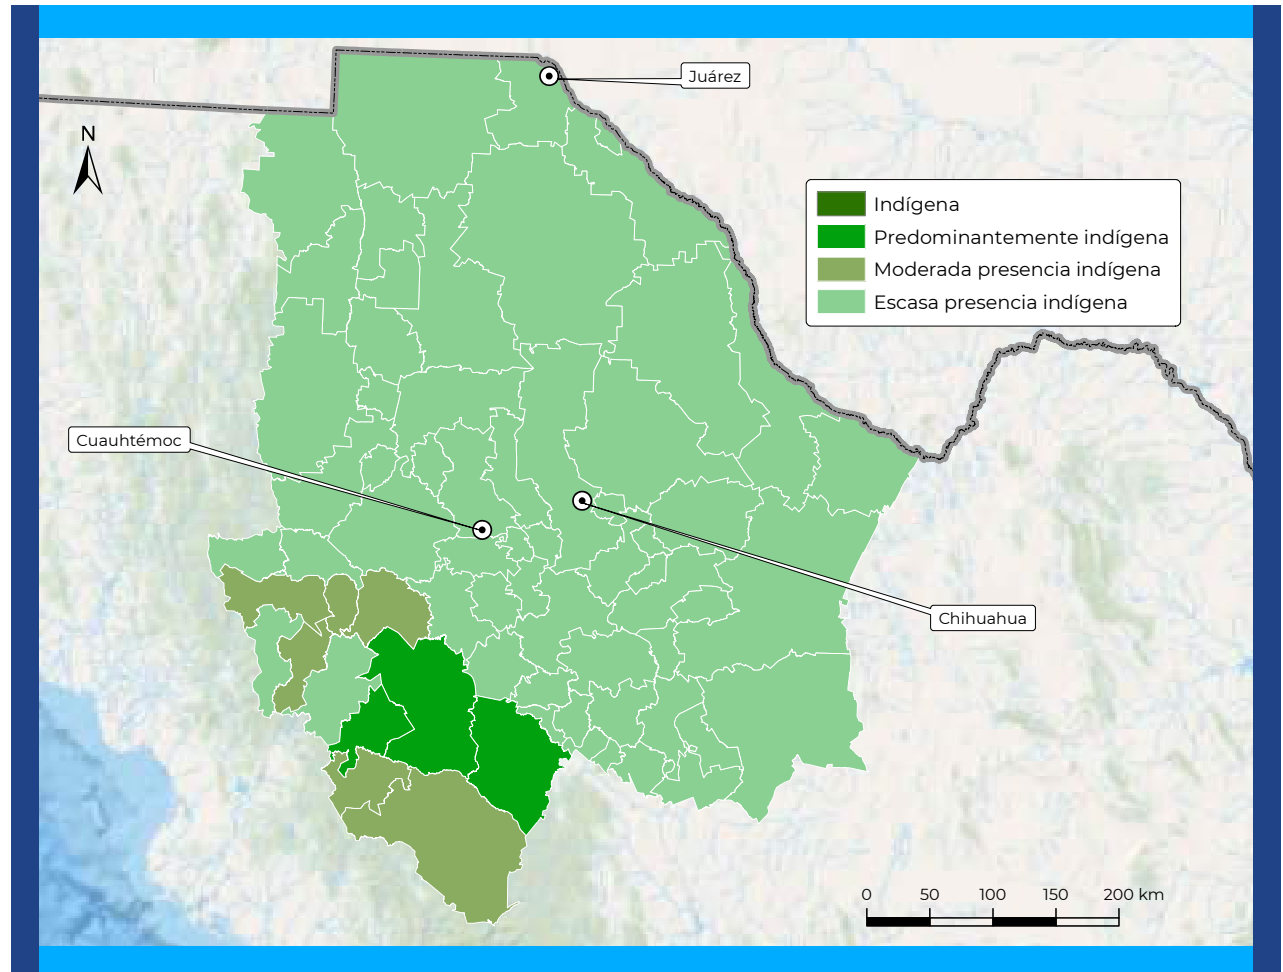 Juárez
N
Indígena
Predominantemente indígena
Moderada presencia indígena
Escasa presencia indígena
Cuauhtémoc
Chihuahua
0 50 100 150 200 km